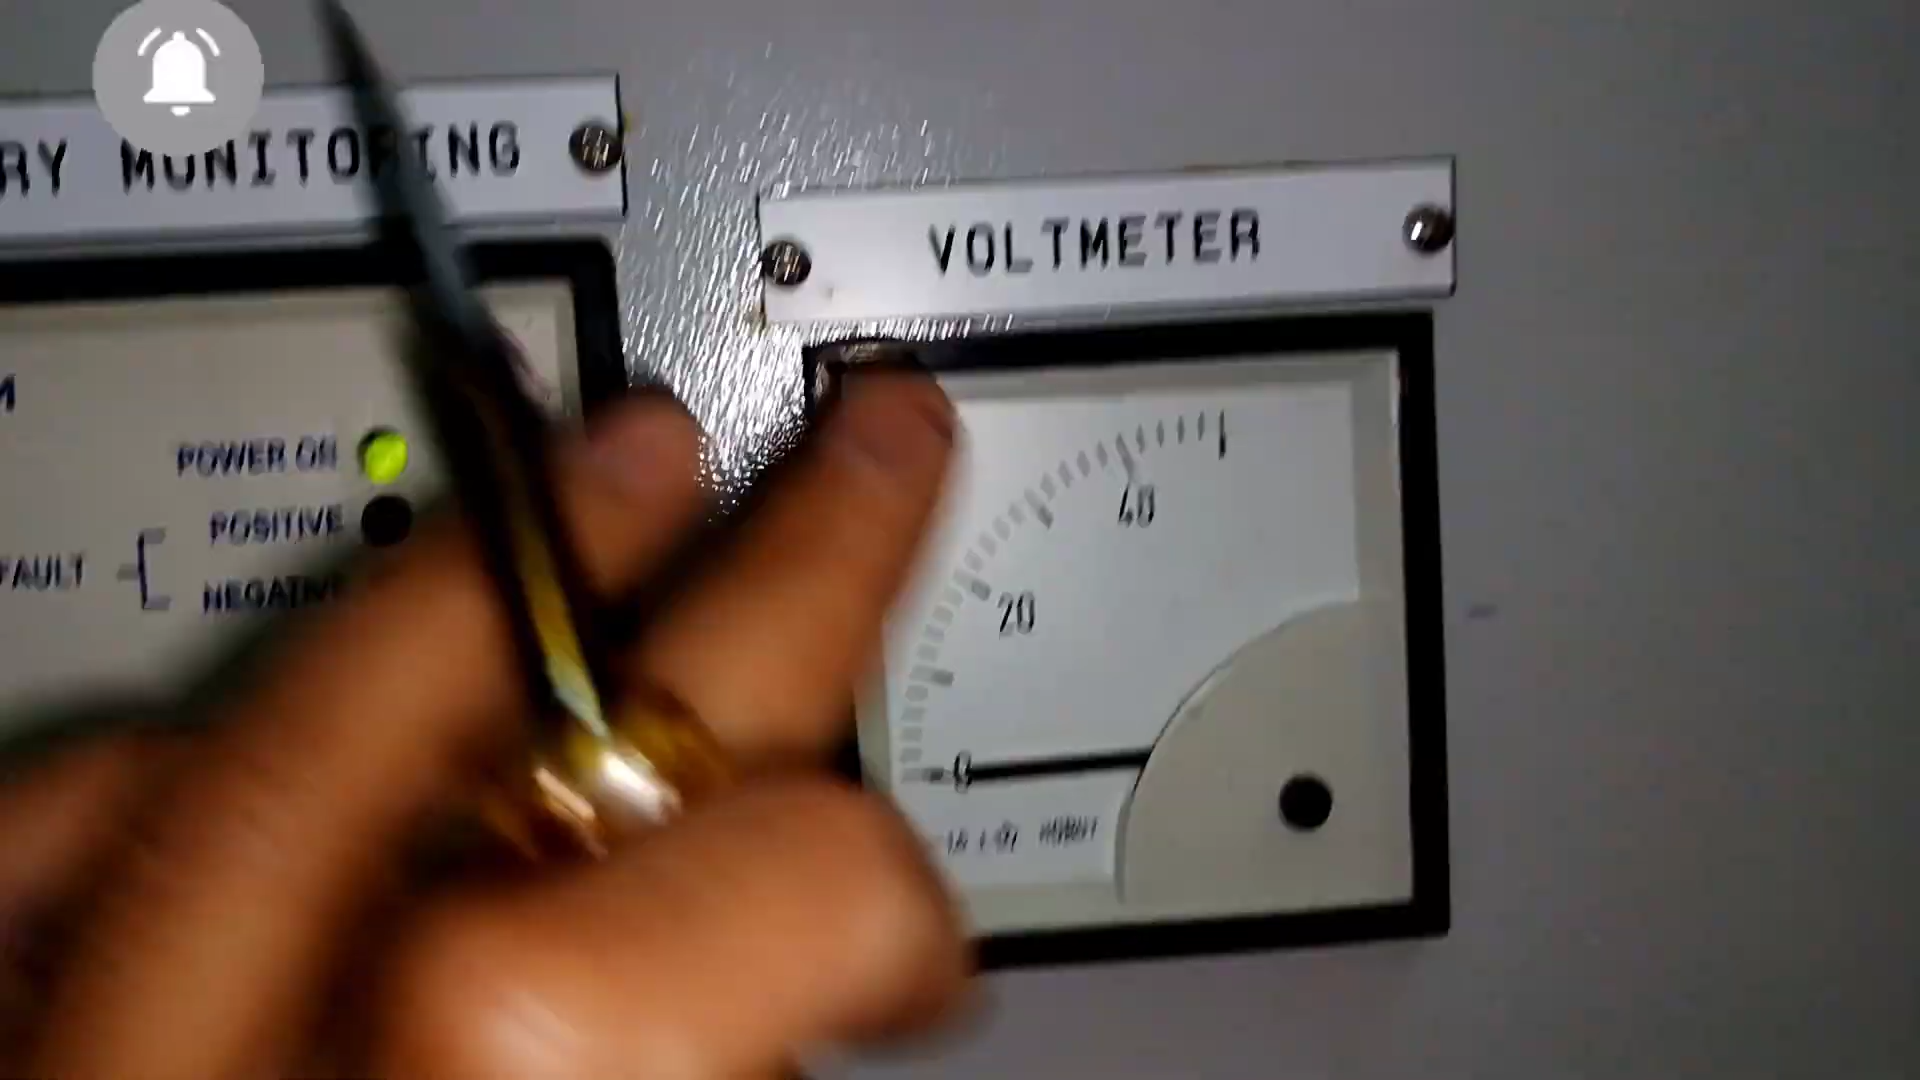 RY MONITORING
VOLTMETER
POWER ON
POSITIVE
FAULT
NEGATIVE
40
20
0